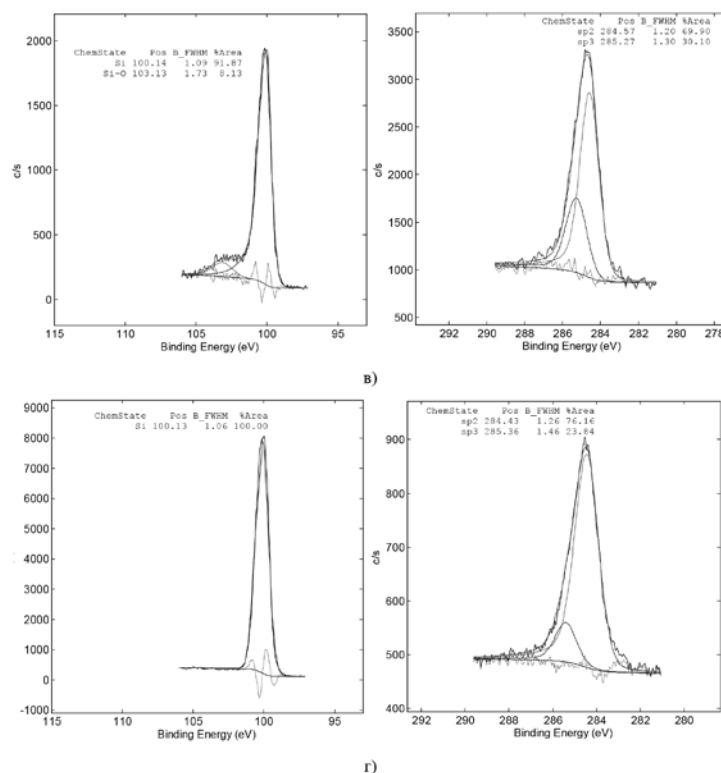 ChemState Pos B_FWHM %Area
Si 100.14 1.09 91.87
Si-O 103.13 1.73 8.13
2000
1500
1000
500
0
c/s
115 110 105 100 95
Binding Energy (eV)
ChemState Pos B_FWHM %Area
sp2 284.57 1.20 69.90
sp3 285.27 1.30 30.10
3500
3000
2500
2000
1500
1000
500
c/s
292 290 288 286 284 282 280 278
Binding Energy (eV)
в)
ChemState Pos B_FWHM %Area
Si 100.13 1.06 100.00
9000
8000
7000
6000
5000
4000
3000
2000
1000
0
-1000
115 110 105 100 95
Binding Energy (eV)
ChemState Pos B_FWHM %Area
sp2 284.43 1.26 76.16
sp3 285.36 1.46 23.84
900
800
700
600
500
400
c/s
292 290 288 286 284 282 280
Binding Energy (eV)
г)